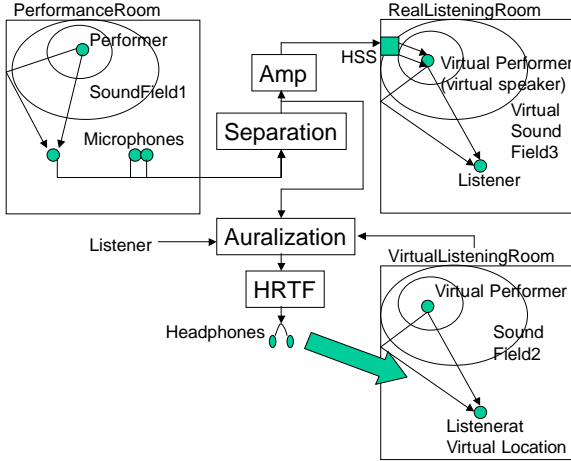 PerformanceRoom
Performer
SoundField1
Microphones
Amp
Separation
RealListeningRoom
HSS
Virtual Performer
(virtual speaker)
Virtual
Sound
Field3
Listener
Listener
Auralization
HRTF
Headphones
VirtualListeningRoom
Virtual Performer
Sound
Field2
Listenerat
Virtual Location